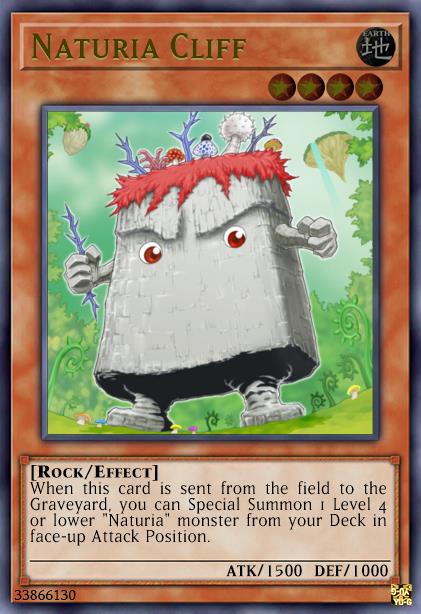 Naturia Cliff
EARTH
地
[Rock/Effect]
When this card is sent from the field to the
Graveyard, you can Special Summon 1 Level 4
or lower "Naturia" monster from your Deck in
face-up Attack Position.
ATK/1500 DEF/1000
33866130